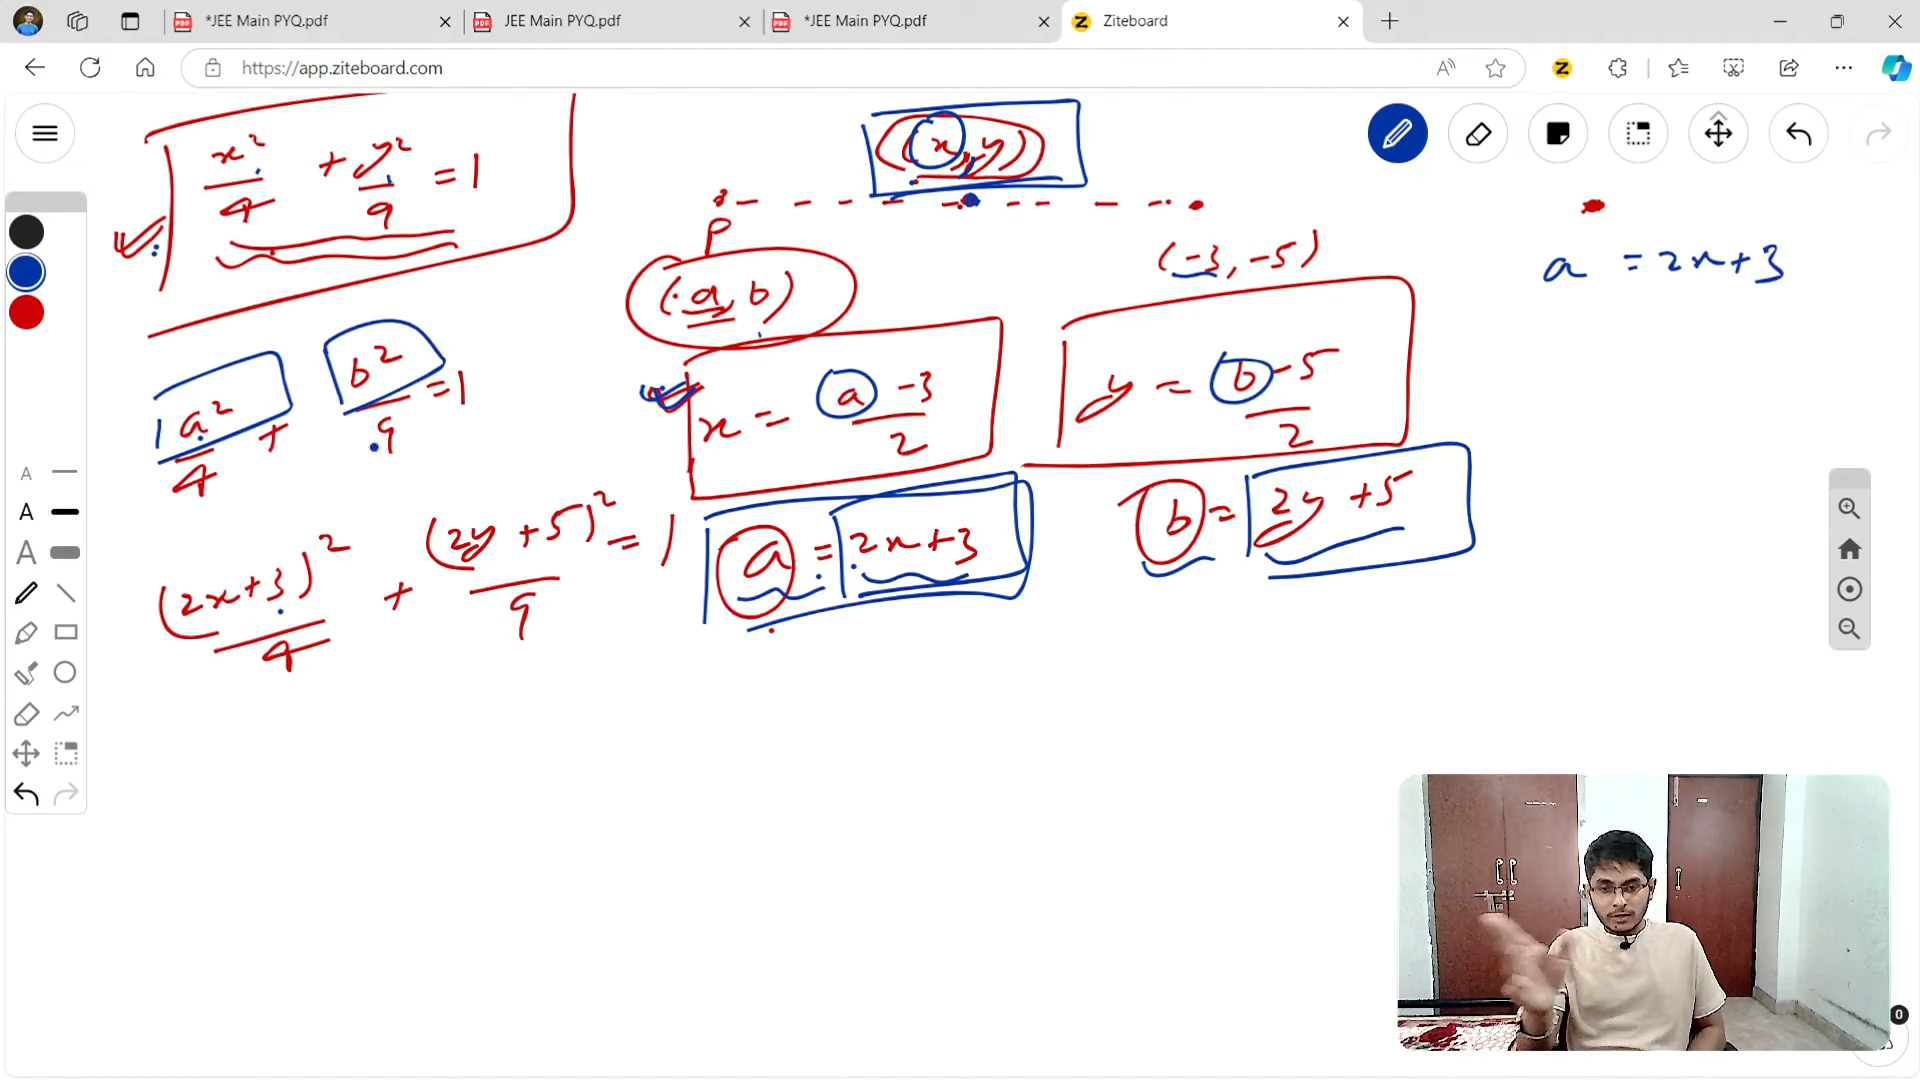 *JEE Main PYQ.pdf
JEE Main PYQ.pdf
*JEE Main PYQ.pdf
Ziteboard
https://app.ziteboard.com
x²/4 + y²/9 = 1
(x, y)
P
(a, b)
(-3, -5)
a = 2x+3
a²/4 + b²/9 = 1
x = a-3/2
y = b-5/2
b = 2y+5
a = 2x+3
(2x+3)²/4 + (2y+5)²/9 = 1
A
A
A
0